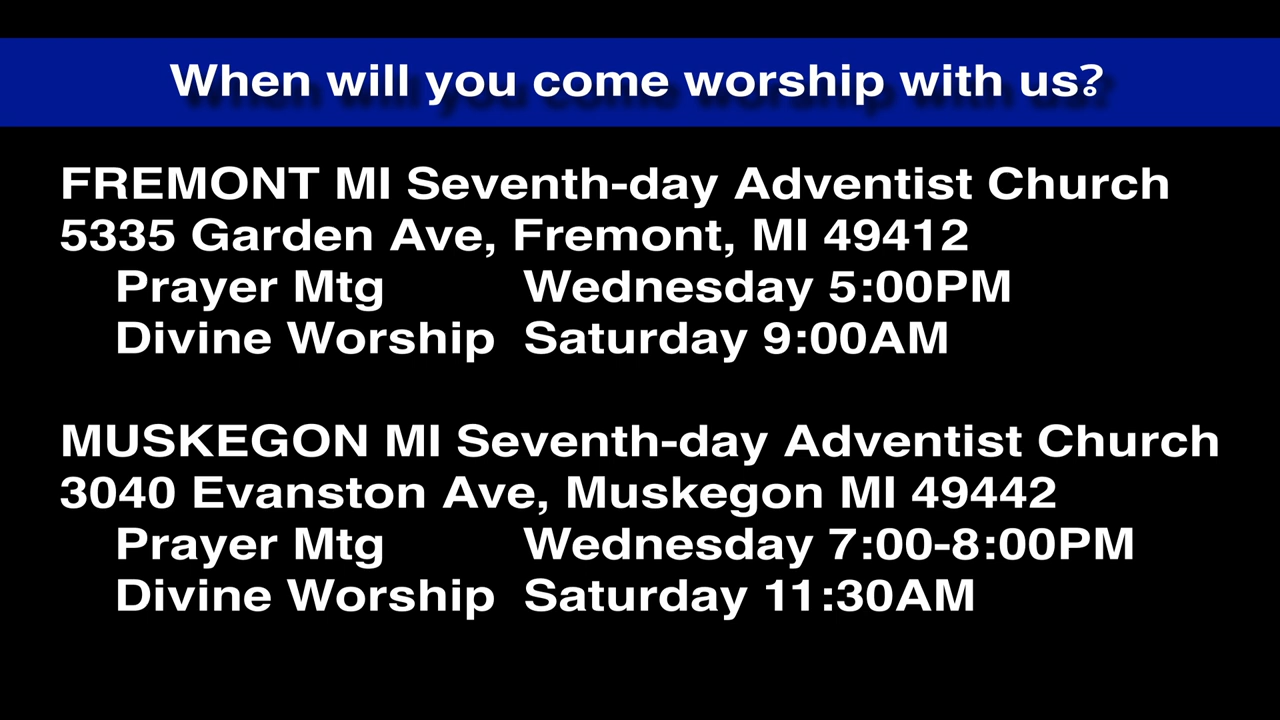 When will you come worship with us?
FREMONT MI Seventh-day Adventist Church
5335 Garden Ave, Fremont, MI 49412
Prayer Mtg Wednesday 5:00PM
Divine Worship Saturday 9:00AM
MUSKEGON MI Seventh-day Adventist Church
3040 Evanston Ave, Muskegon MI 49442
Prayer Mtg Wednesday 7:00-8:00PM
Divine Worship Saturday 11:30AM